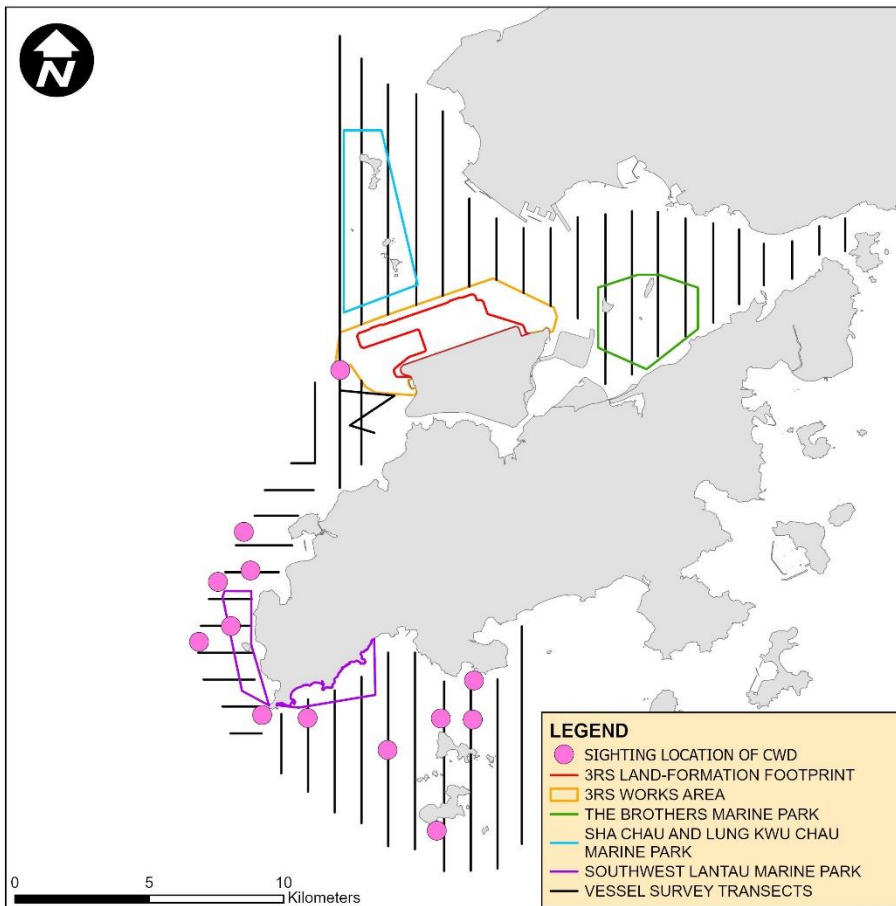 N
LEGEND
SIGHTING LOCATION OF CWD
3RS LAND-FORMATION FOOTPRINT
3RS WORKS AREA
THE BROTHERS MARINE PARK
SHA CHAU AND LUNG KWU CHAU
MARINE PARK
SOUTHWEST LANTAU MARINE PARK
VESSEL SURVEY TRANSECTS
0 5 10
Kilometers